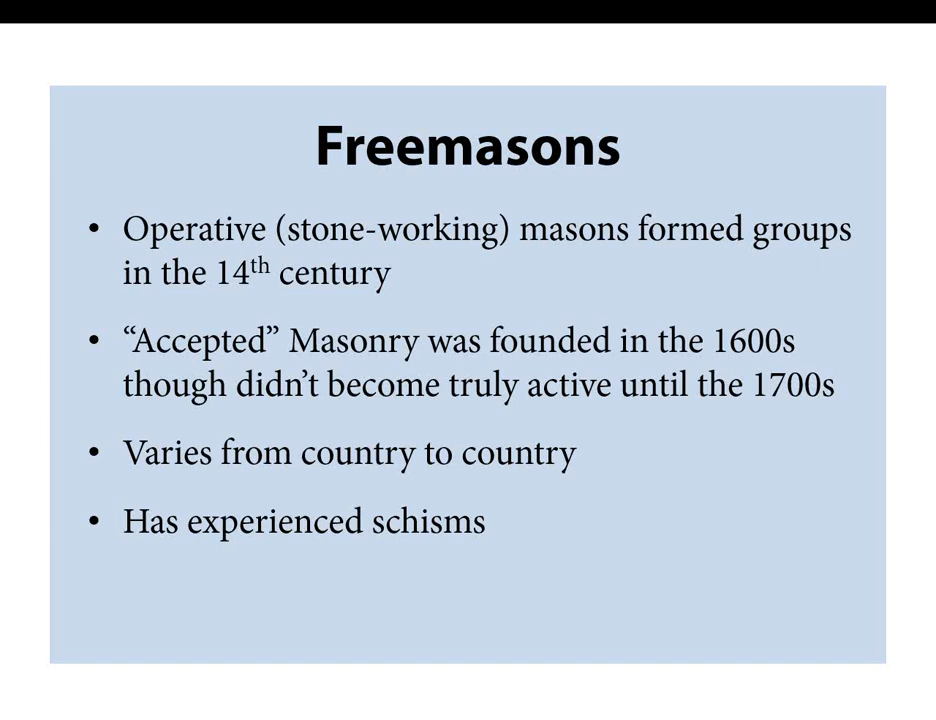 Freemasons
• Operative (stone-working) masons formed groups
in the 14th century
• “Accepted” Masonry was founded in the 1600s
though didn’t become truly active until the 1700s
• Varies from country to country
• Has experienced schisms